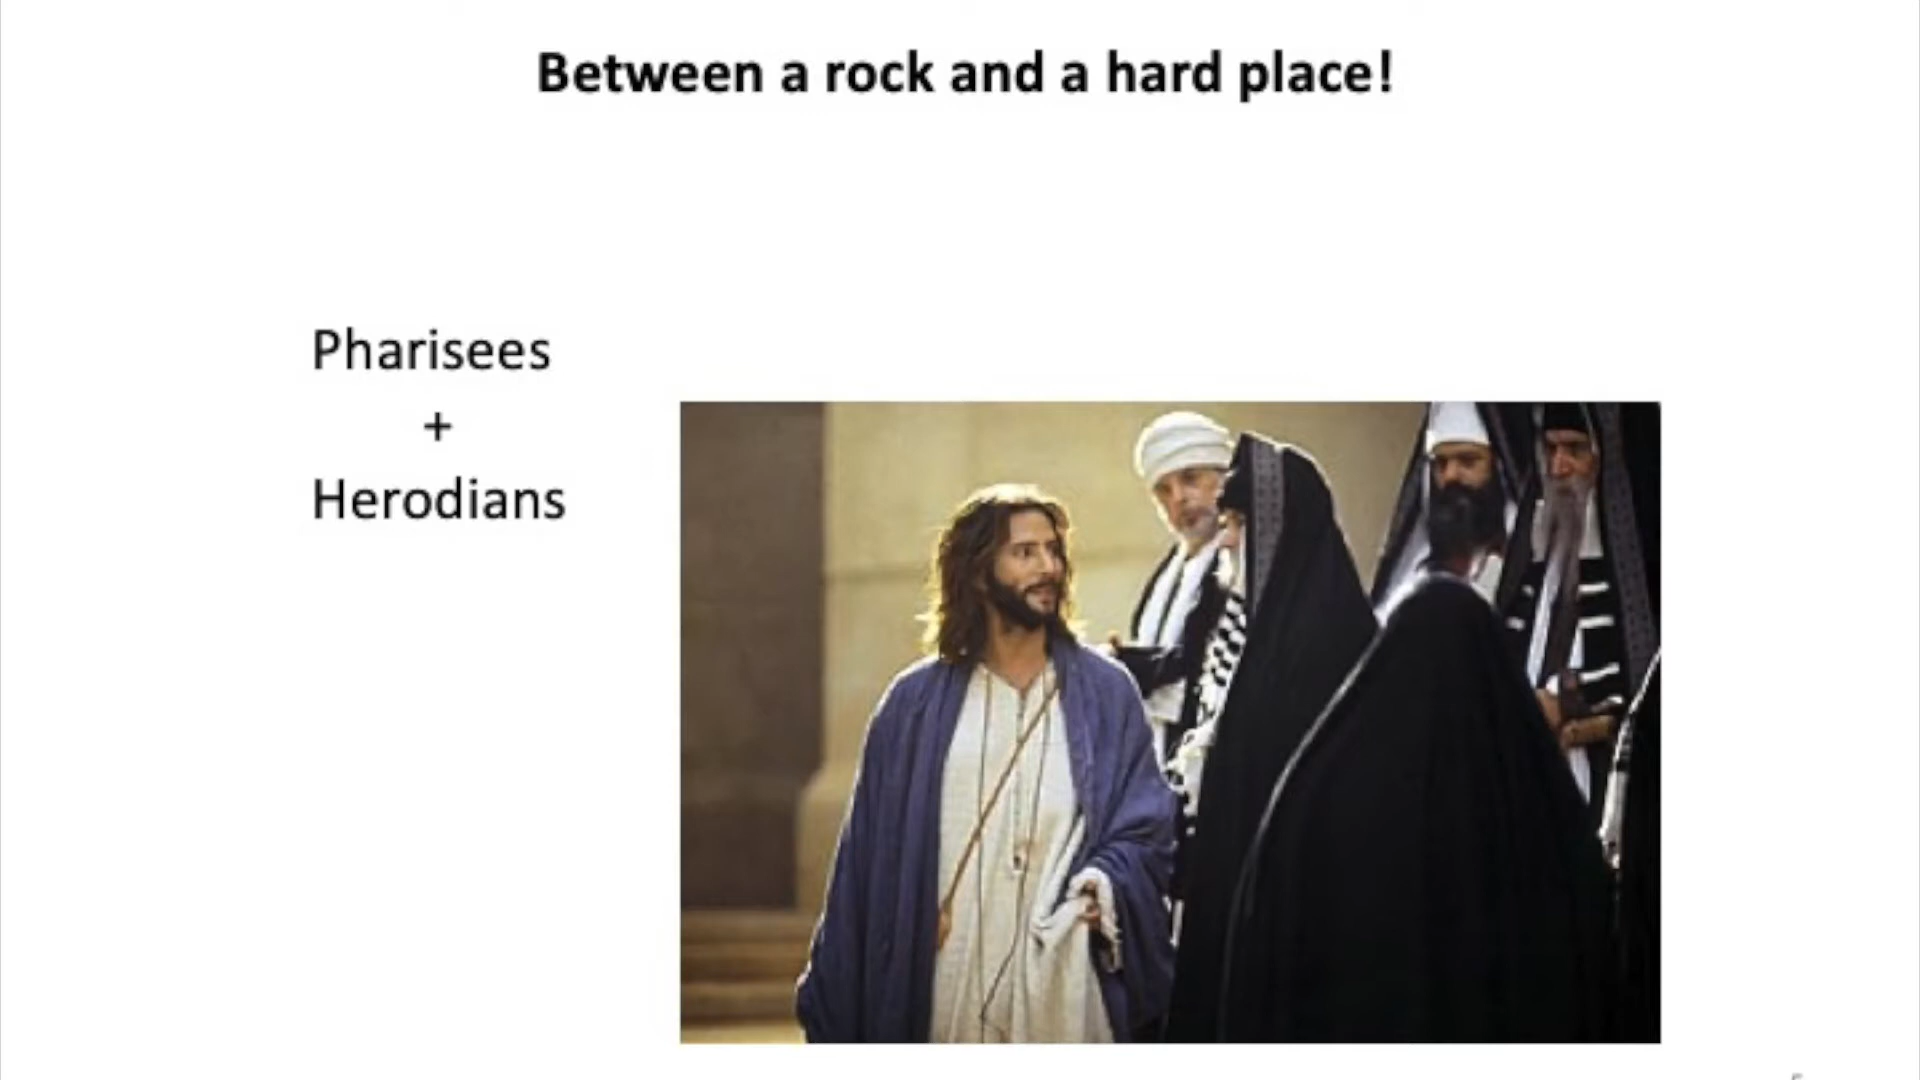 Between a rock and a hard place!
Pharisees
+
Herodians